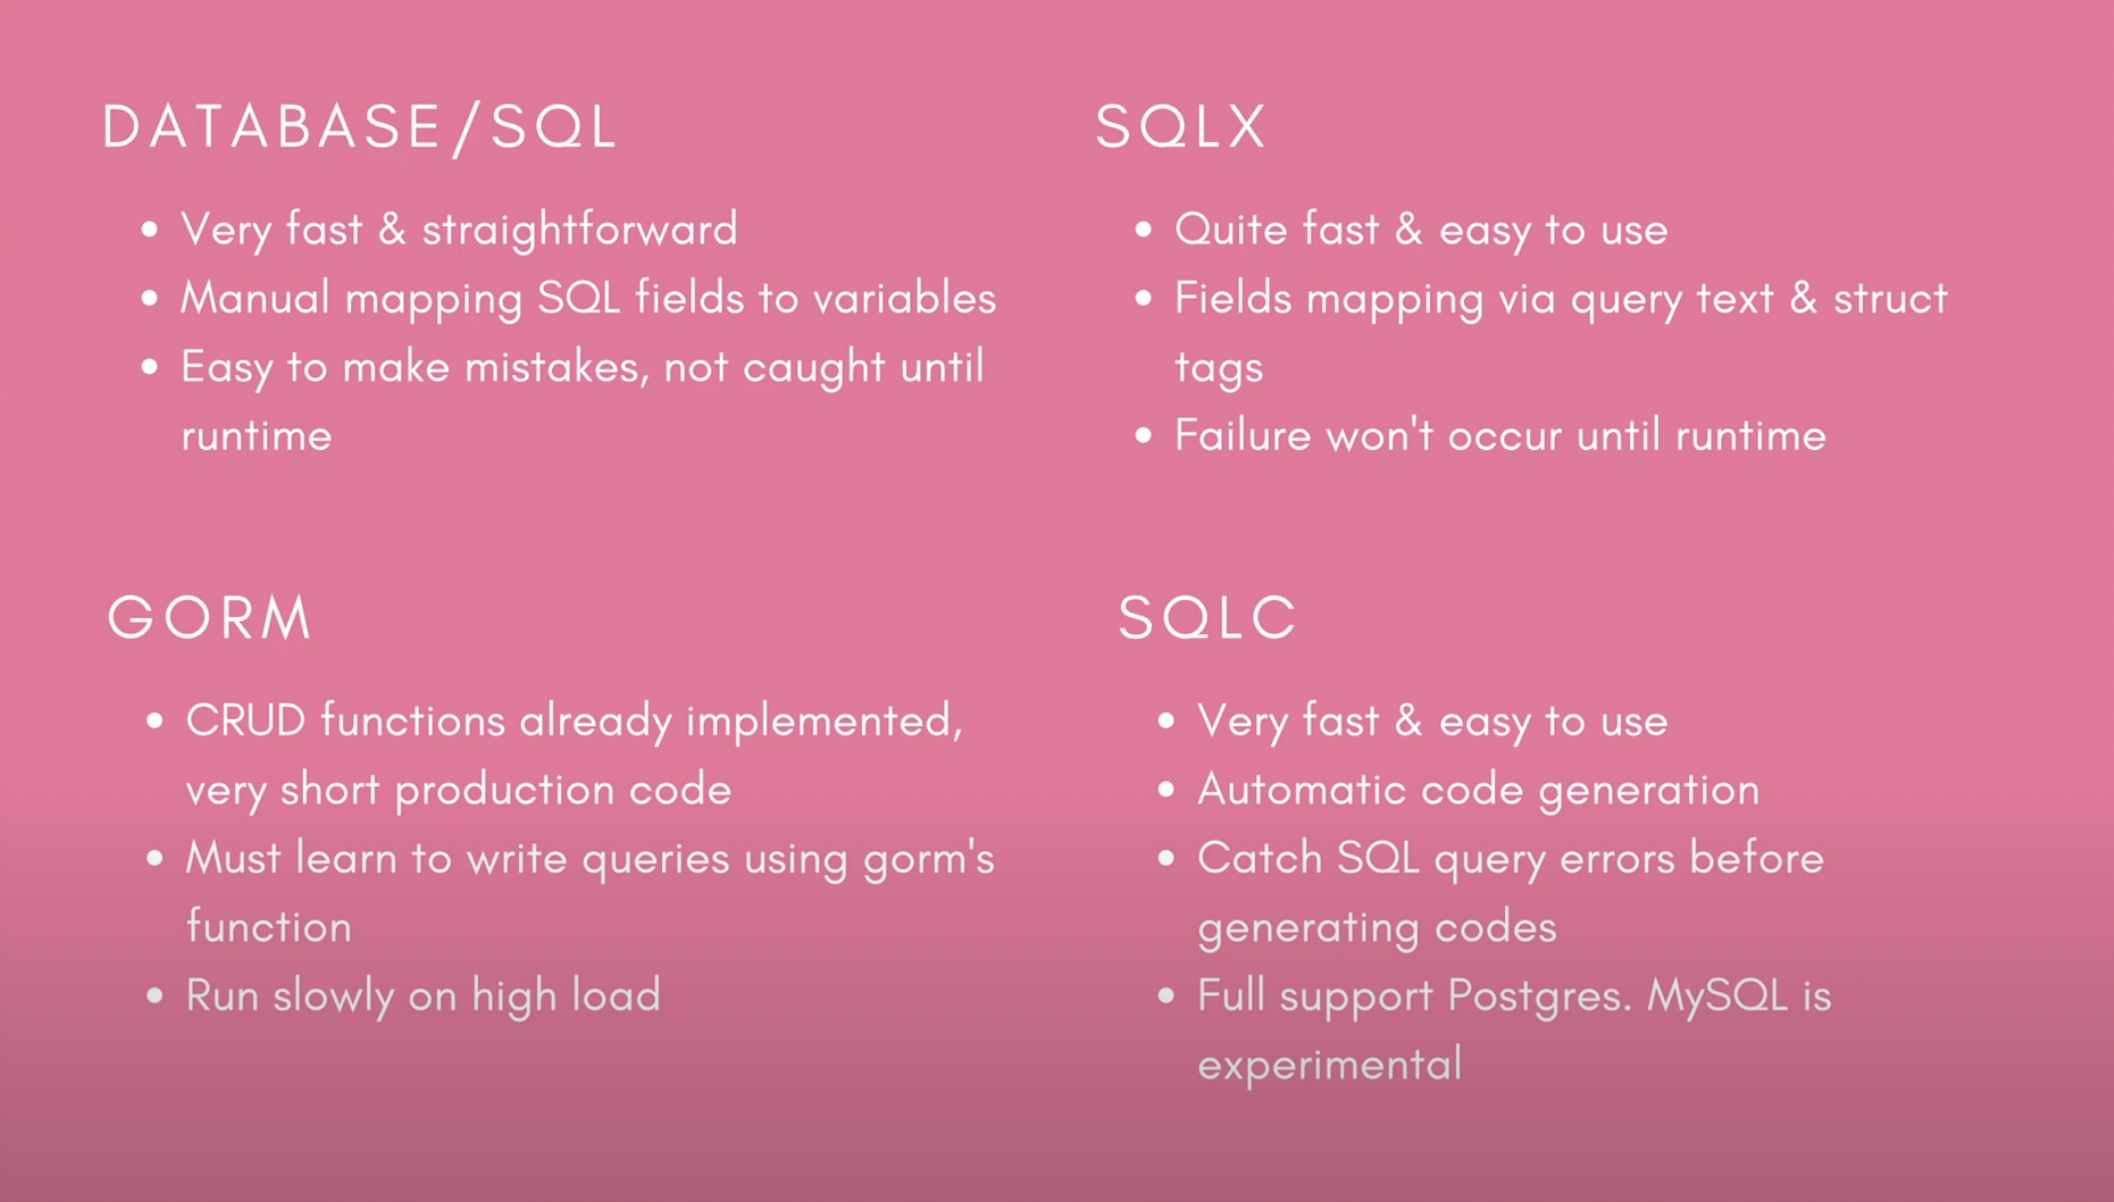 DATABASE/SQL
• Very fast & straightforward
• Manual mapping SQL fields to variables
• Easy to make mistakes, not caught until
runtime
SQLX
• Quite fast & easy to use
• Fields mapping via query text & struct
tags
• Failure won't occur until runtime
GORM
• CRUD functions already implemented,
very short production code
• Must learn to write queries using gorm's
function
• Run slowly on high load
SQLC
• Very fast & easy to use
• Automatic code generation
• Catch SQL query errors before
generating codes
• Full support Postgres. MySQL is
experimental